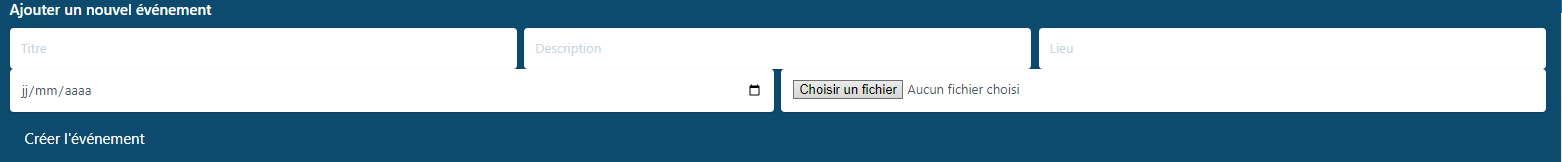 Ajouter un nouvel événement
Titre Description Lieu
jj/mm/aaaa Choisir un fichier Aucun fichier choisi
Créer l'événement